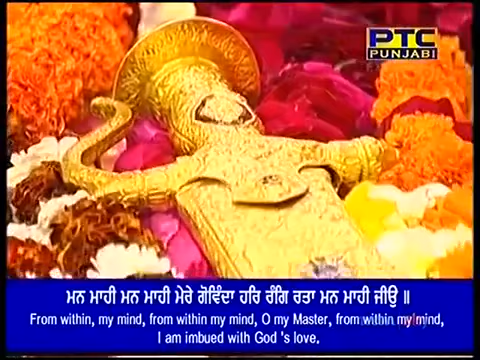 PTC
PUNJABI
ਮਨ ਮਾਹੀ ਮਨ ਮਾਹੀ ਮੇਰੇ ਗੋਵਿੰਦਾ ਹਰਿ ਰੰਗਿ ਰਤਾ ਮਨ ਮਾਹੀ ਜੀਉ ॥
From within, my mind, from within my mind, O my Master, from within my mind,
I am imbued with God 's love.